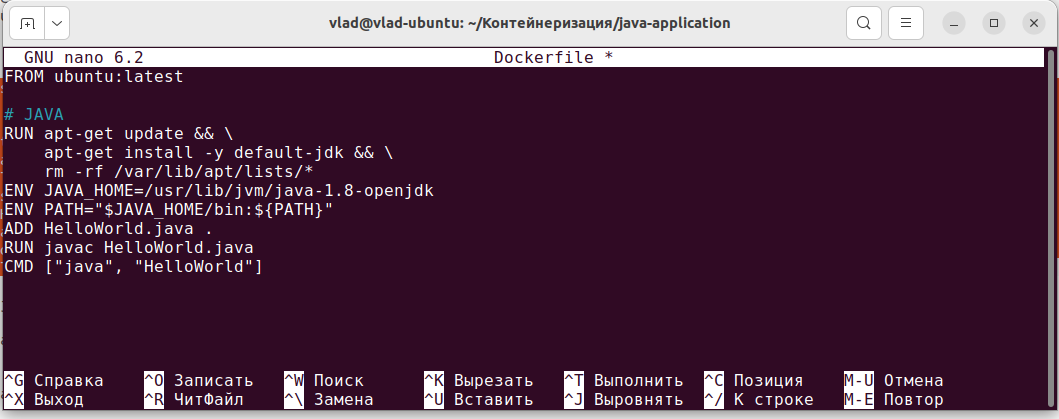 vlad@vlad-ubuntu: ~/Контейнеризация/java-application
GNU nano 6.2 Dockerfile *
FROM ubuntu:latest
# JAVA
RUN apt-get update && \
apt-get install -y default-jdk && \
rm -rf /var/lib/apt/lists/*
ENV JAVA_HOME=/usr/lib/jvm/java-1.8-openjdk
ENV PATH="$JAVA_HOME/bin:${PATH}"
ADD HelloWorld.java .
RUN javac HelloWorld.java
CMD ["java", "HelloWorld"]
^G Справка ^O Записать ^W Поиск ^K Вырезать ^T Выполнить ^C Позиция M-U Отмена
^X Выход ^R ЧитФайл ^\ Замена ^U Вставить ^J Выровнять ^/ К строке M-E Повтор